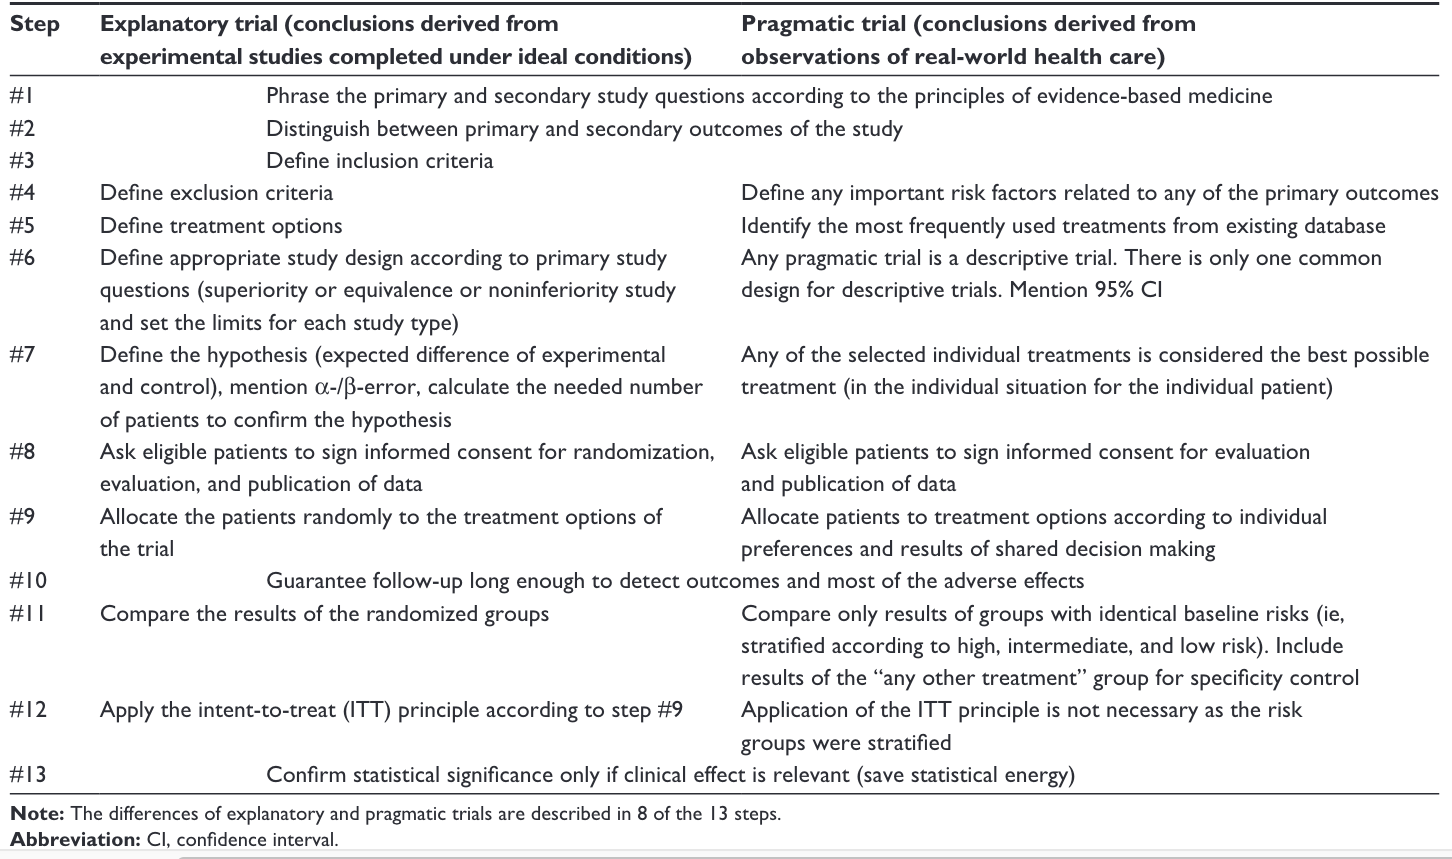 Step Explanatory trial (conclusions derived from Pragmatic trial (conclusions derived from
experimental studies completed under ideal conditions) observations of real-world health care)
#1 Phrase the primary and secondary study questions according to the principles of evidence-based medicine
#2 Distinguish between primary and secondary outcomes of the study
#3 Define inclusion criteria
#4 Define exclusion criteria Define any important risk factors related to any of the primary outcomes
#5 Define treatment options Identify the most frequently used treatments from existing database
#6 Define appropriate study design according to primary study Any pragmatic trial is a descriptive trial. There is only one common
questions (superiority or equivalence or noninferiority study design for descriptive trials. Mention 95% CI
and set the limits for each study type)
#7 Define the hypothesis (expected difference of experimental Any of the selected individual treatments is considered the best possible
and control), mention α-/β-error, calculate the needed number treatment (in the individual situation for the individual patient)
of patients to confirm the hypothesis
#8 Ask eligible patients to sign informed consent for randomization, Ask eligible patients to sign informed consent for evaluation
evaluation, and publication of data and publication of data
#9 Allocate the patients randomly to the treatment options of Allocate patients to treatment options according to individual
the trial preferences and results of shared decision making
#10 Guarantee follow-up long enough to detect outcomes and most of the adverse effects
#11 Compare the results of the randomized groups Compare only results of groups with identical baseline risks (ie,
stratified according to high, intermediate, and low risk). Include
results of the “any other treatment” group for specificity control
#12 Apply the intent-to-treat (ITT) principle according to step #9 Application of the ITT principle is not necessary as the risk
groups were stratified
#13 Confirm statistical significance only if clinical effect is relevant (save statistical energy)
Note: The differences of explanatory and pragmatic trials are described in 8 of the 13 steps.
Abbreviation: CI, confidence interval.